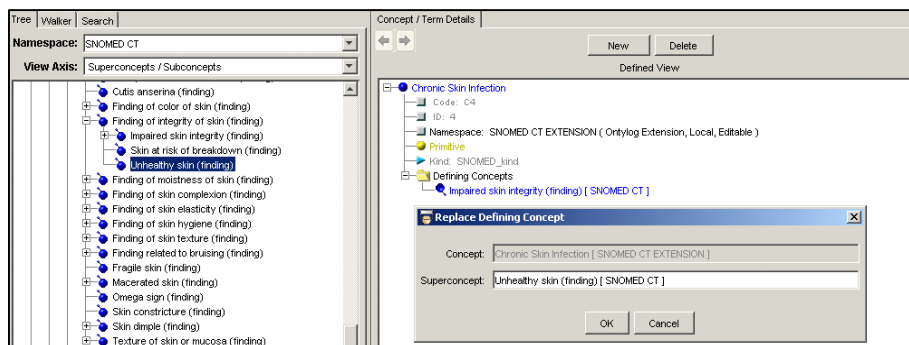 Tree Walker Search
Namespace: SNOMED CT
View Axis: Superconcepts / Subconcepts
Cutis anserina (finding)
Finding of color of skin (finding)
Finding of integrity of skin (finding)
Impaired skin integrity (finding)
Skin at risk of breakdown (finding)
Unhealthy skin (finding)
Finding of moistness of skin (finding)
Finding of skin complexion (finding)
Finding of skin elasticity (finding)
Finding of skin hygiene (finding)
Finding of skin texture (finding)
Finding related to bruising (finding)
Fragile skin (finding)
Macerated skin (finding)
Omega sign (finding)
Skin constricture (finding)
Skin dimple (finding)
Texture of skin or mucosa (finding)
Concept / Term Details
New Delete
Defined View
Chronic Skin Infection
Code: C4
ID: 4
Namespace: SNOMED CT EXTENSION ( Ontylog Extension, Local, Editable )
Primitive
Kind: SNOMED_kind
Defining Concepts
Impaired skin integrity (finding) [ SNOMED CT ]
Replace Defining Concept
Concept: Chronic Skin Infection [ SNOMED CT EXTENSION ]
Superconcept: Unhealthy skin (finding) [ SNOMED CT ]
OK Cancel